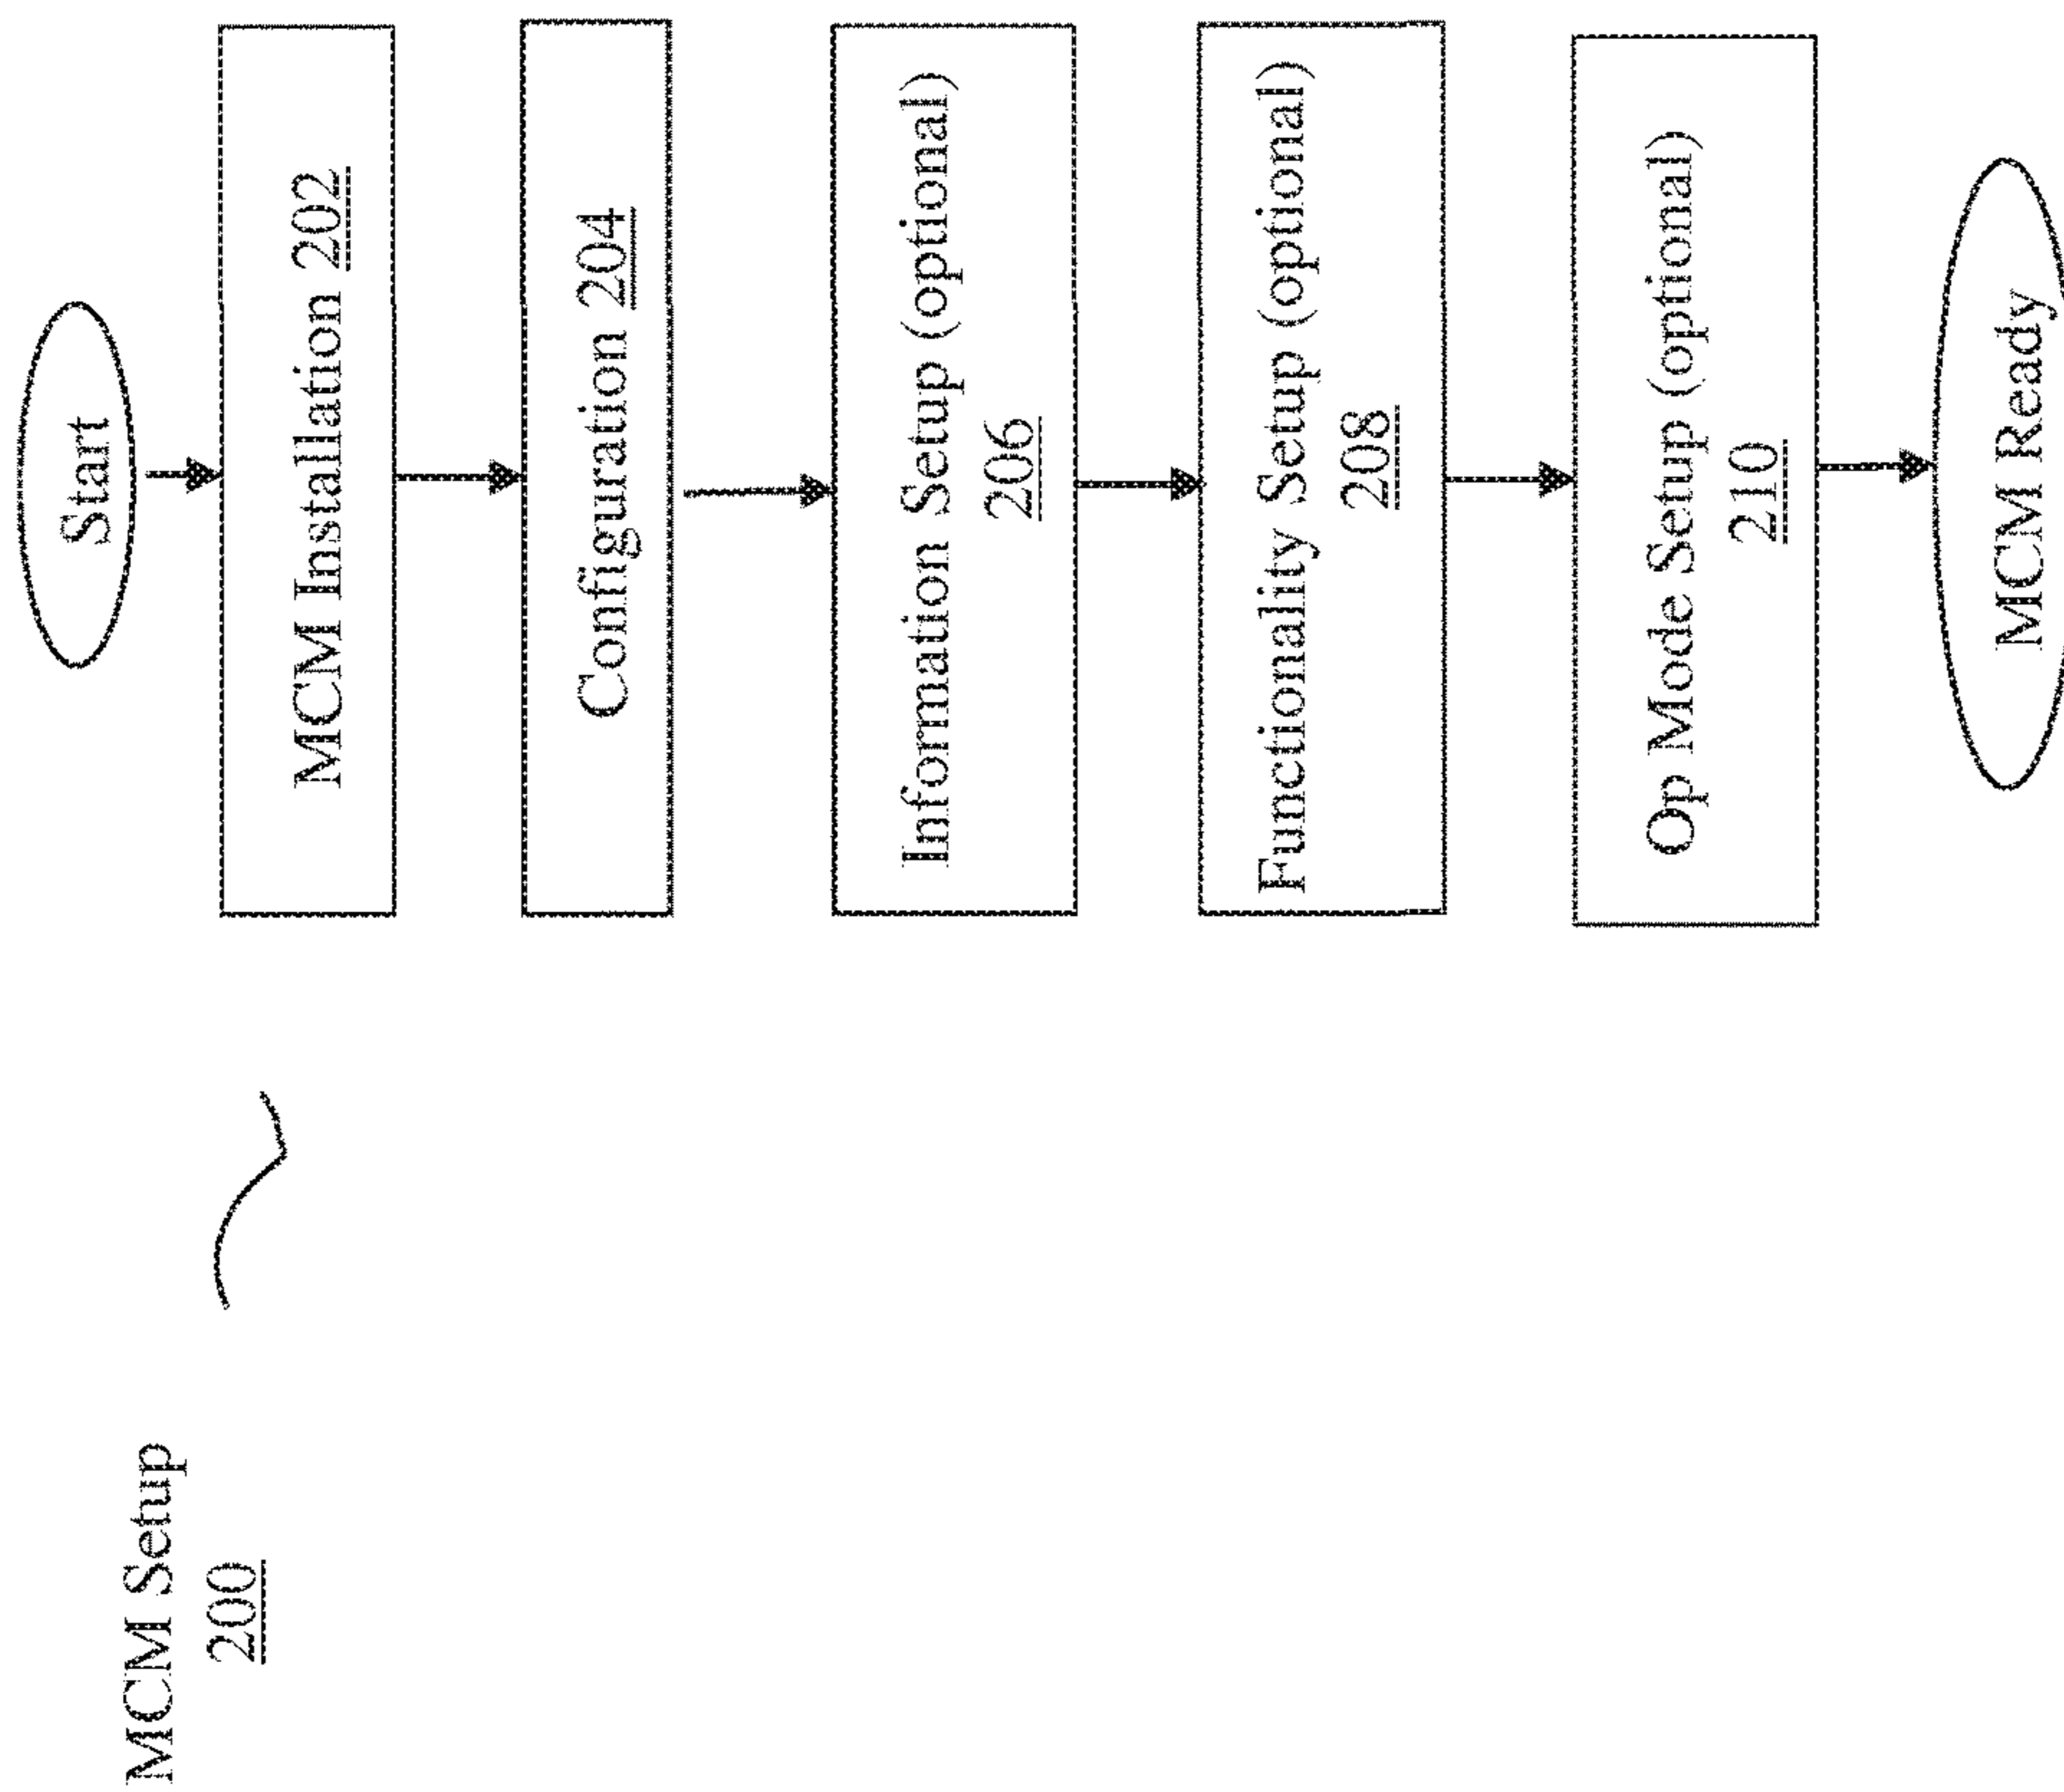 MCM Setup
200
Start
MCM Installation 202
Configuration 204
Information Setup (optional)
206
Functionality Setup (optional)
208
Op Mode Setup (optional)
210
MCM Ready